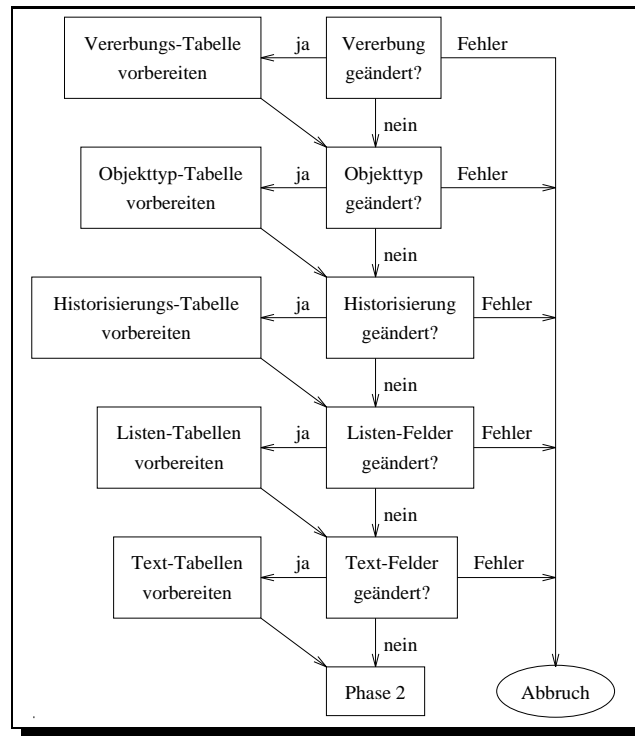 Vererbungs-Tabelle
vorbereiten
ja
Vererbung
geändert?
Fehler
nein
Objekttyp-Tabelle
vorbereiten
ja
Objekttyp
geändert?
Fehler
nein
Historisierungs-Tabelle
vorbereiten
ja
Historisierung
geändert?
Fehler
nein
Listen-Tabellen
vorbereiten
ja
Listen-Felder
geändert?
Fehler
nein
Text-Tabellen
vorbereiten
ja
Text-Felder
geändert?
Fehler
nein
Phase 2
Abbruch